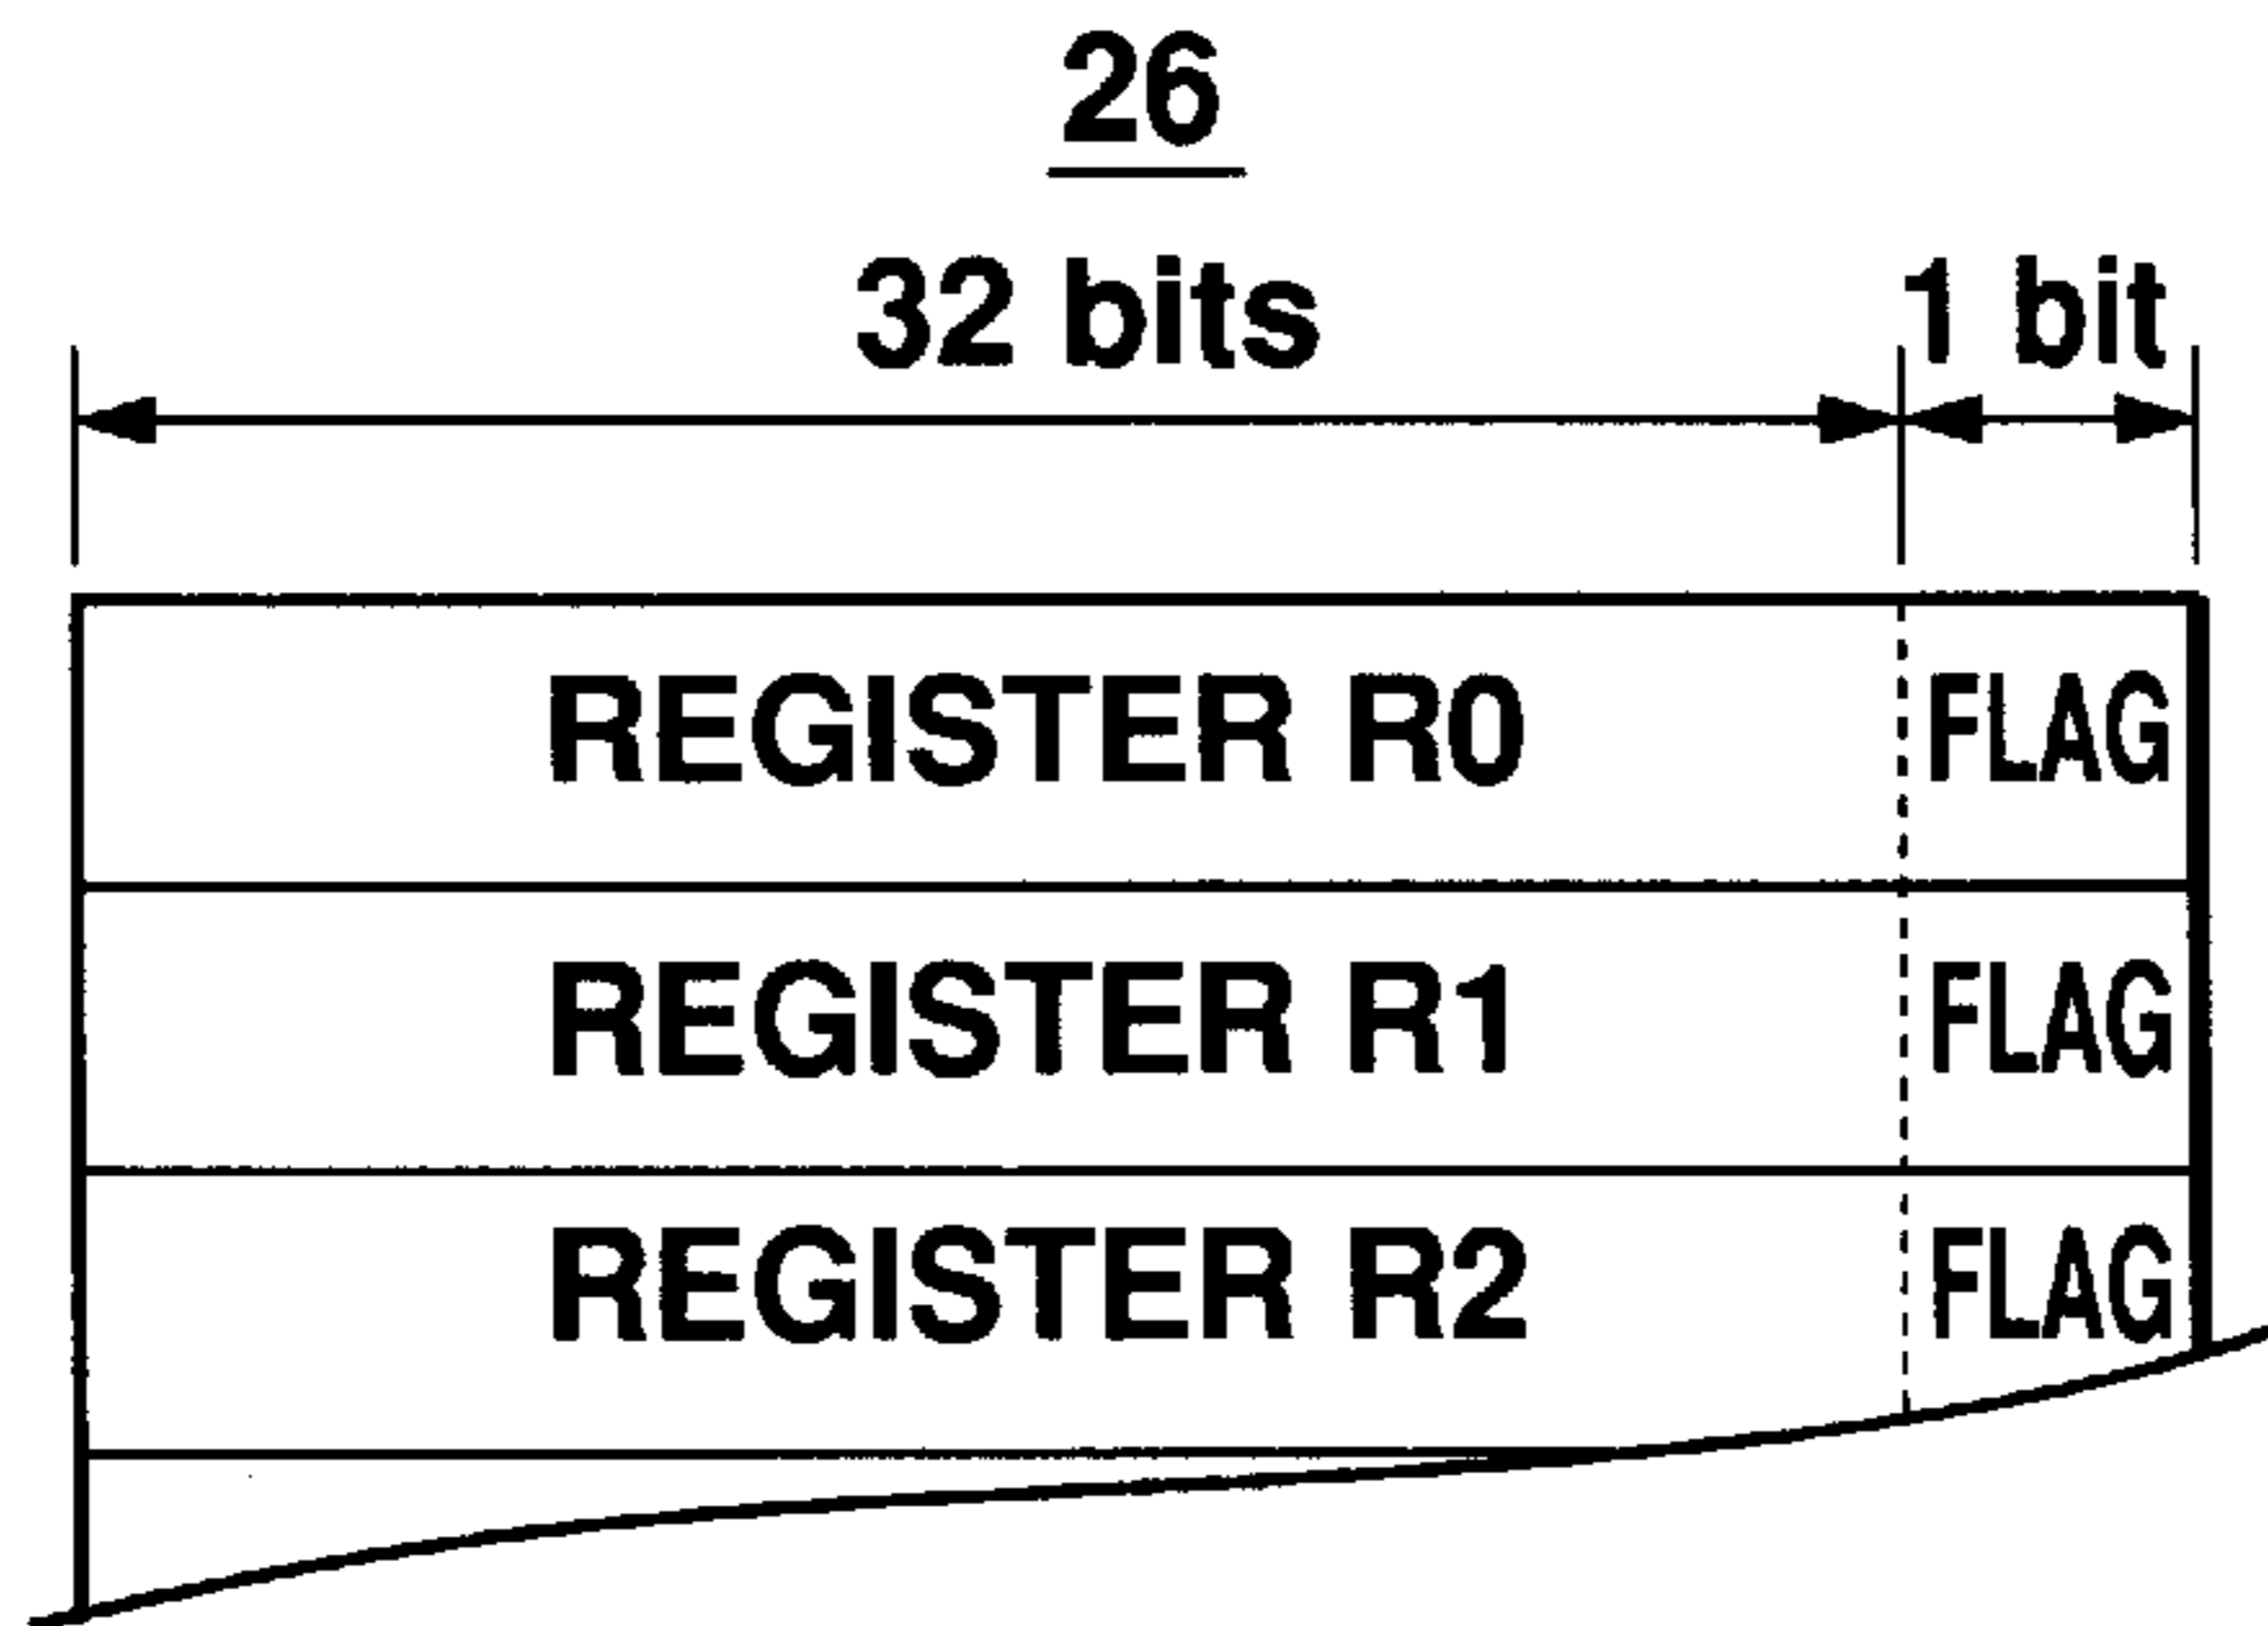 26
32 bits 1 bit
REGISTER R0 FLAG
REGISTER R1 FLAG
REGISTER R2 FLAG